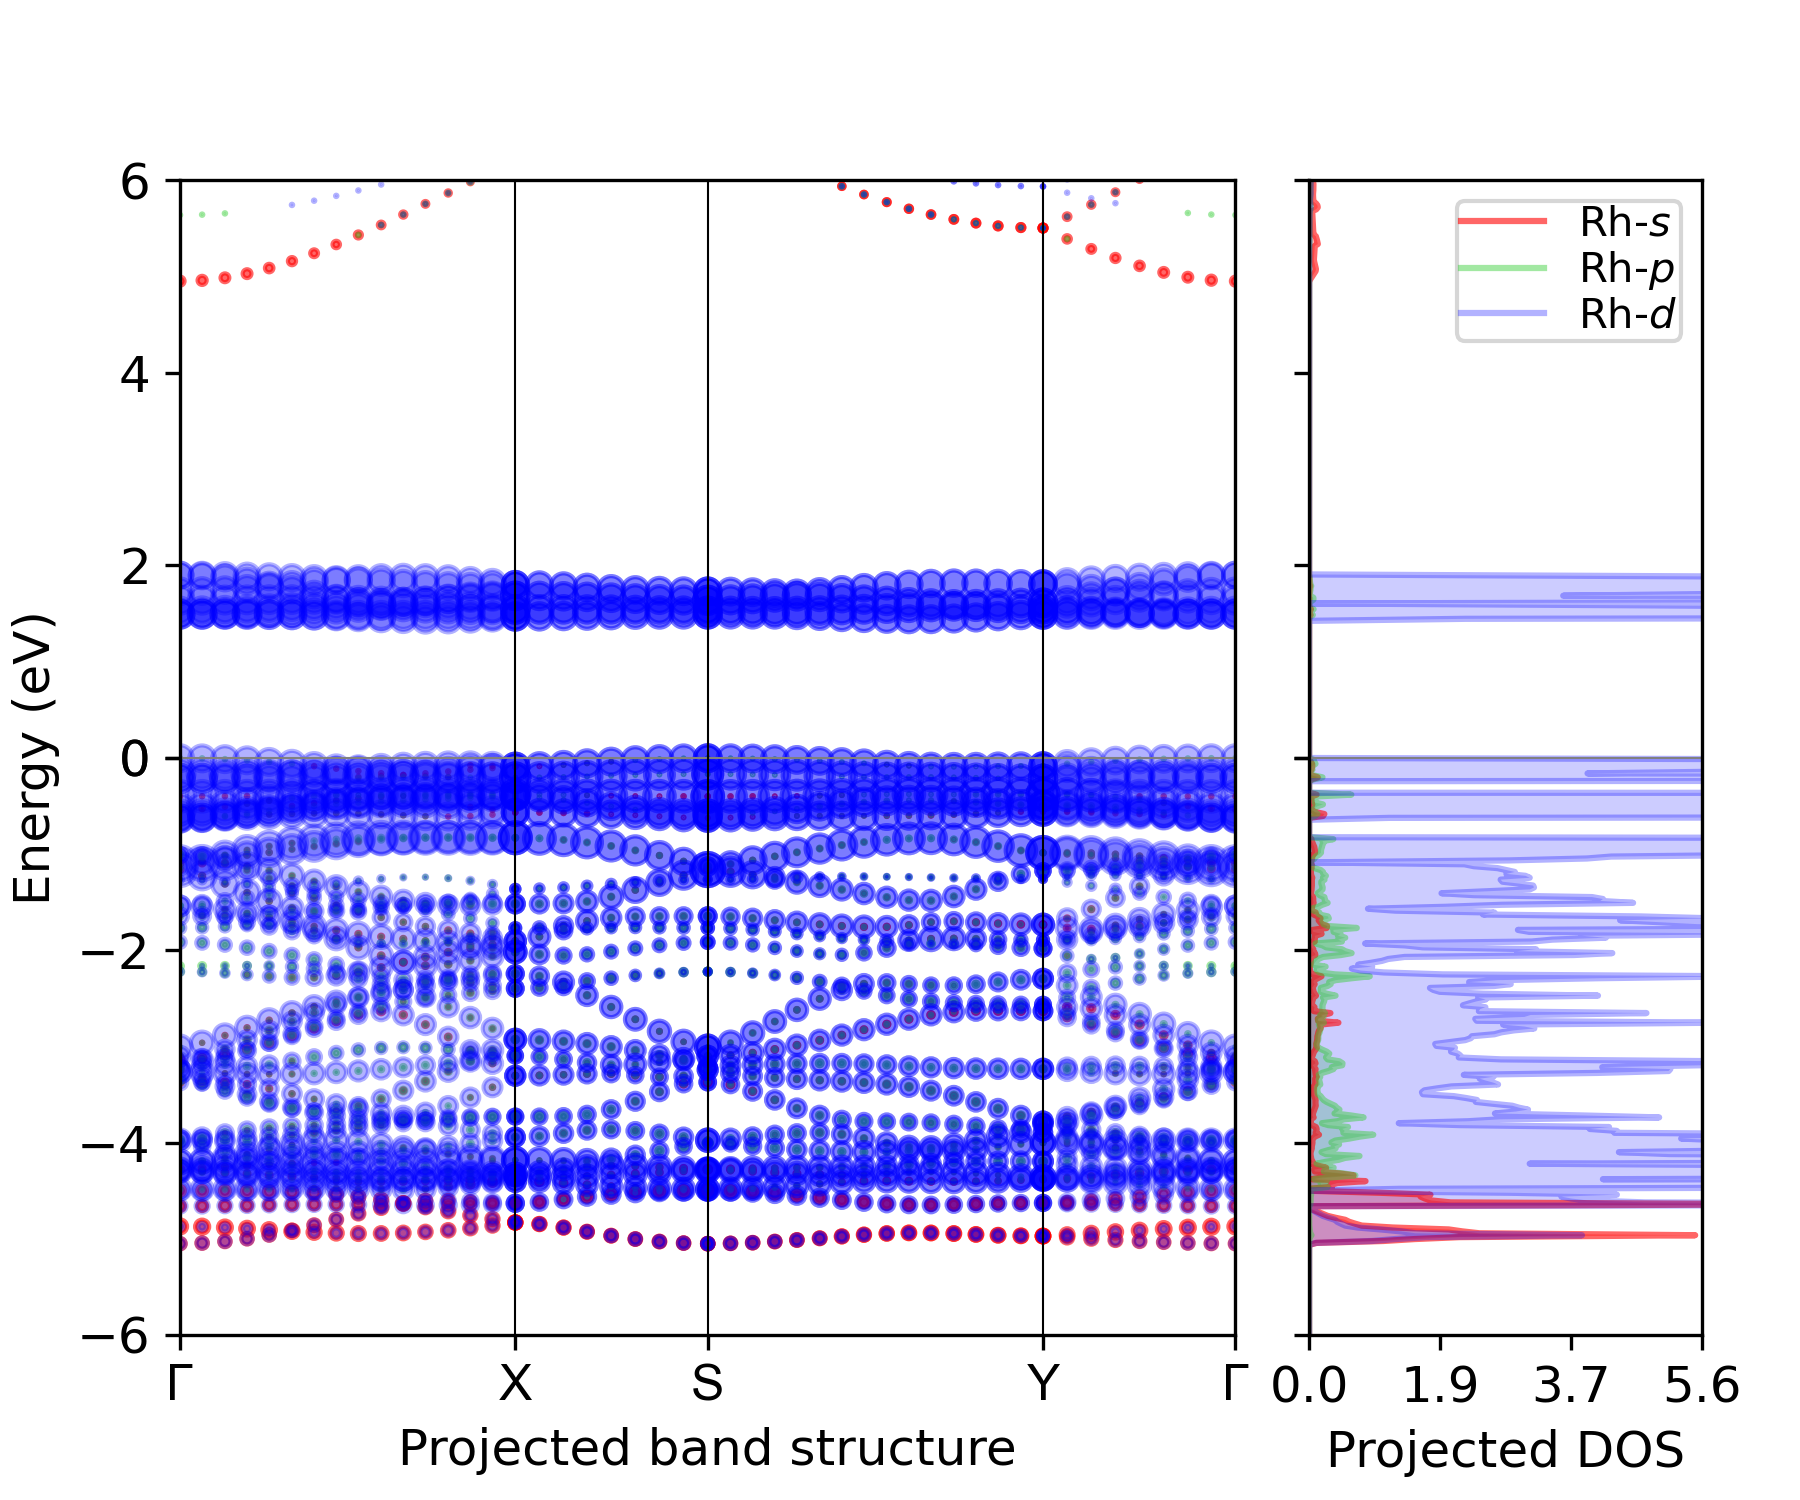 Energy (eV)
6
4
2
0
−2
−4
−6
Γ X S Y Γ
Projected band structure
Rh-s
Rh-p
Rh-d
0.0 1.9 3.7 5.6
Projected DOS